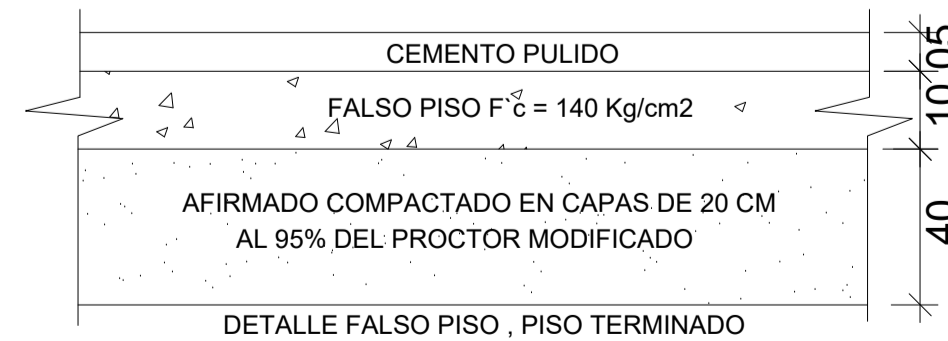 CEMENTO PULIDO
05
FALSO PISO F`c = 140 Kg/cm2
10
AFIRMADO COMPACTADO EN CAPAS DE 20 CM
AL 95% DEL PROCTOR MODIFICADO
40
DETALLE FALSO PISO , PISO TERMINADO